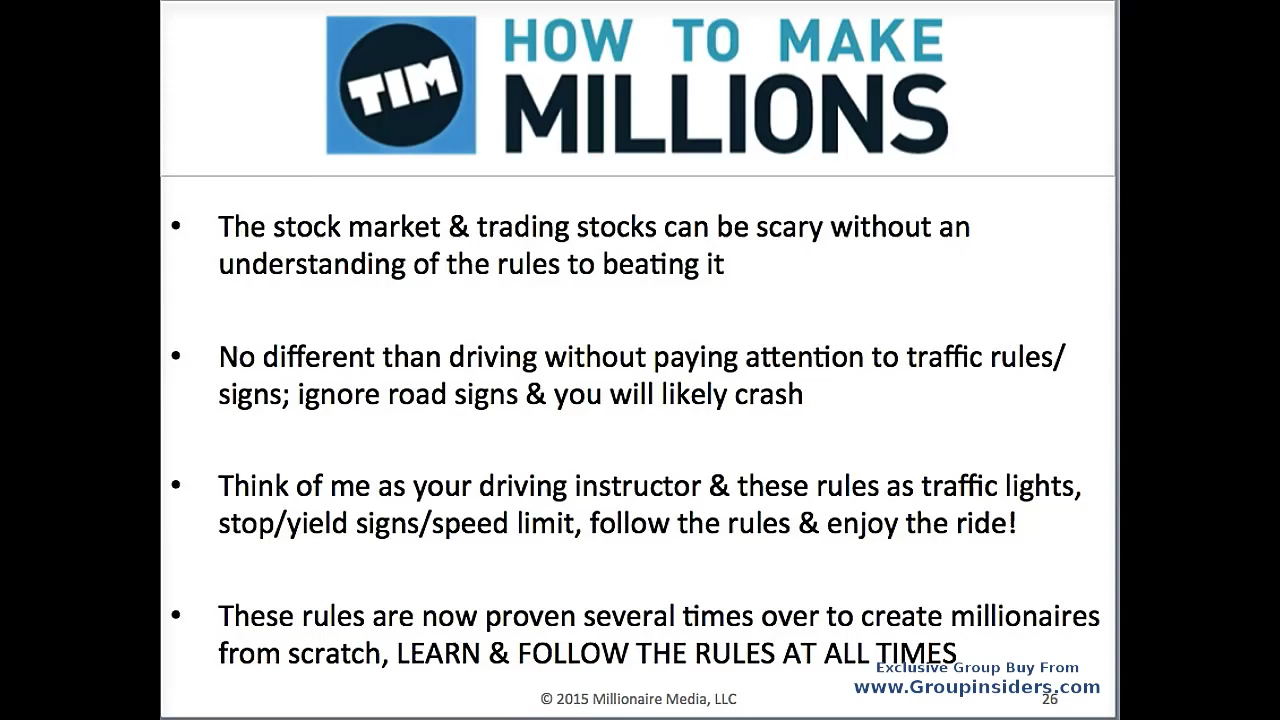 TIM
HOW TO MAKE
MILLIONS
• The stock market & trading stocks can be scary without an
understanding of the rules to beating it
• No different than driving without paying attention to traffic rules/
signs; ignore road signs & you will likely crash
• Think of me as your driving instructor & these rules as traffic lights,
stop/yield signs/speed limit, follow the rules & enjoy the ride!
• These rules are now proven several times over to create millionaires
from scratch, LEARN & FOLLOW THE RULES AT ALL TIMES
Exclusive Group Buy From
www.Groupinsiders.com
© 2015 Millionaire Media, LLC
26